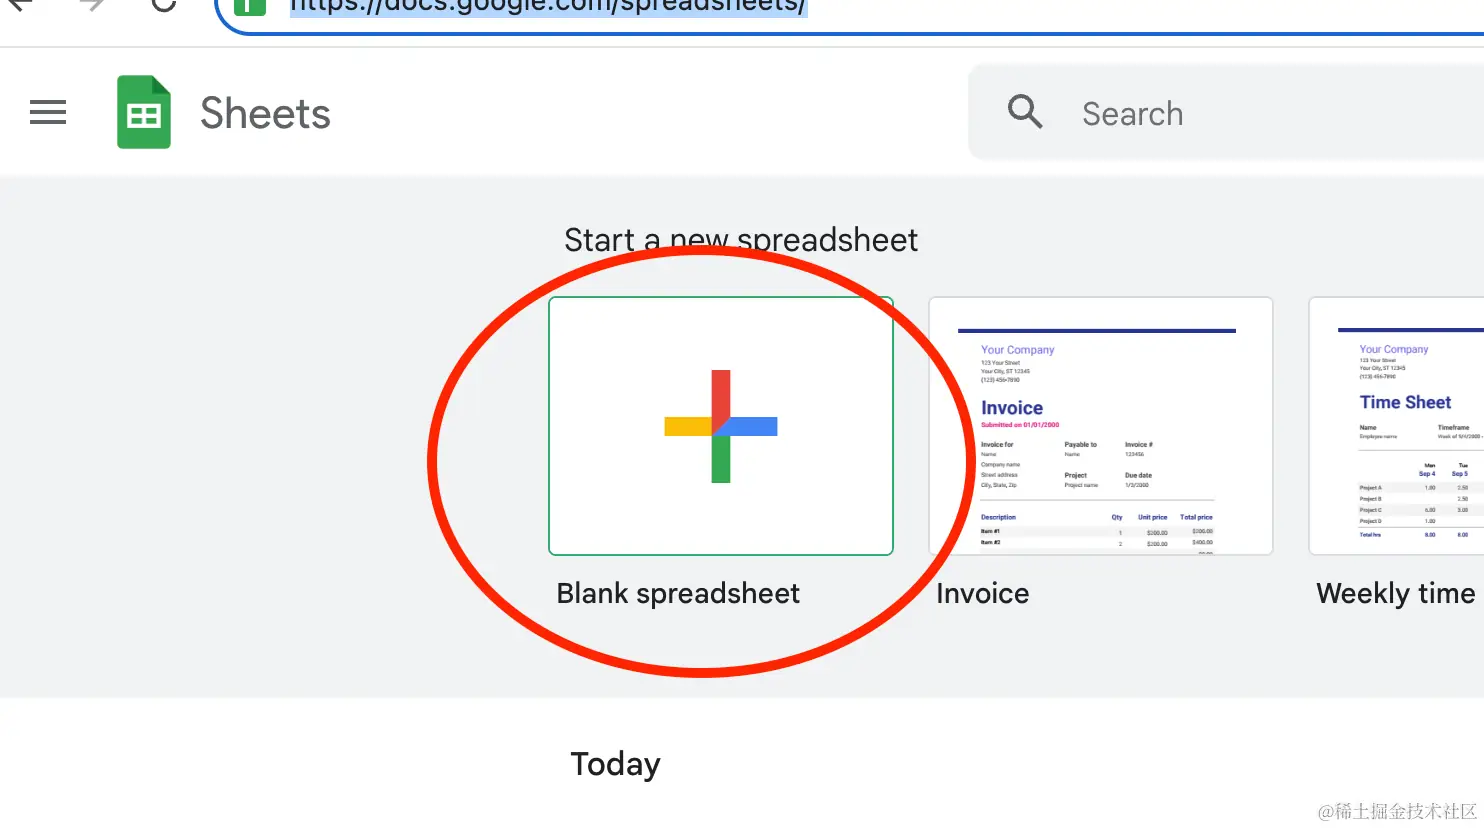 https://docs.google.com/spreadsheets/
Sheets
Search
Start a new spreadsheet
Your Company
123 Your Street
Your City, ST 12345
(123) 456-7890
Invoice
Submitted on 01/01/2000
Invoice for Payable to Invoice #
Name Name 123456
Company name
Street address Project Due date
City, State, Zip Project name 1/5/2000
Description Qty Unit price Total price
Item #1 1 $200.00 $200.00
Item #2 2 $200.00 $400.00
Your Company
123 Your Street
Your City, ST 12345
(123) 456-7890
Time Sheet
Name Timeframe
Employee name Week of
Mon Tue
Sep 4 Sep 5
Project A 1.00 2.50
Project B 2.50
Project C 6.00 3.00
Project D 1.00
Total hrs 8.00 8.00
Blank spreadsheet
Invoice
Weekly time
Today
@稀土掘金技术社区